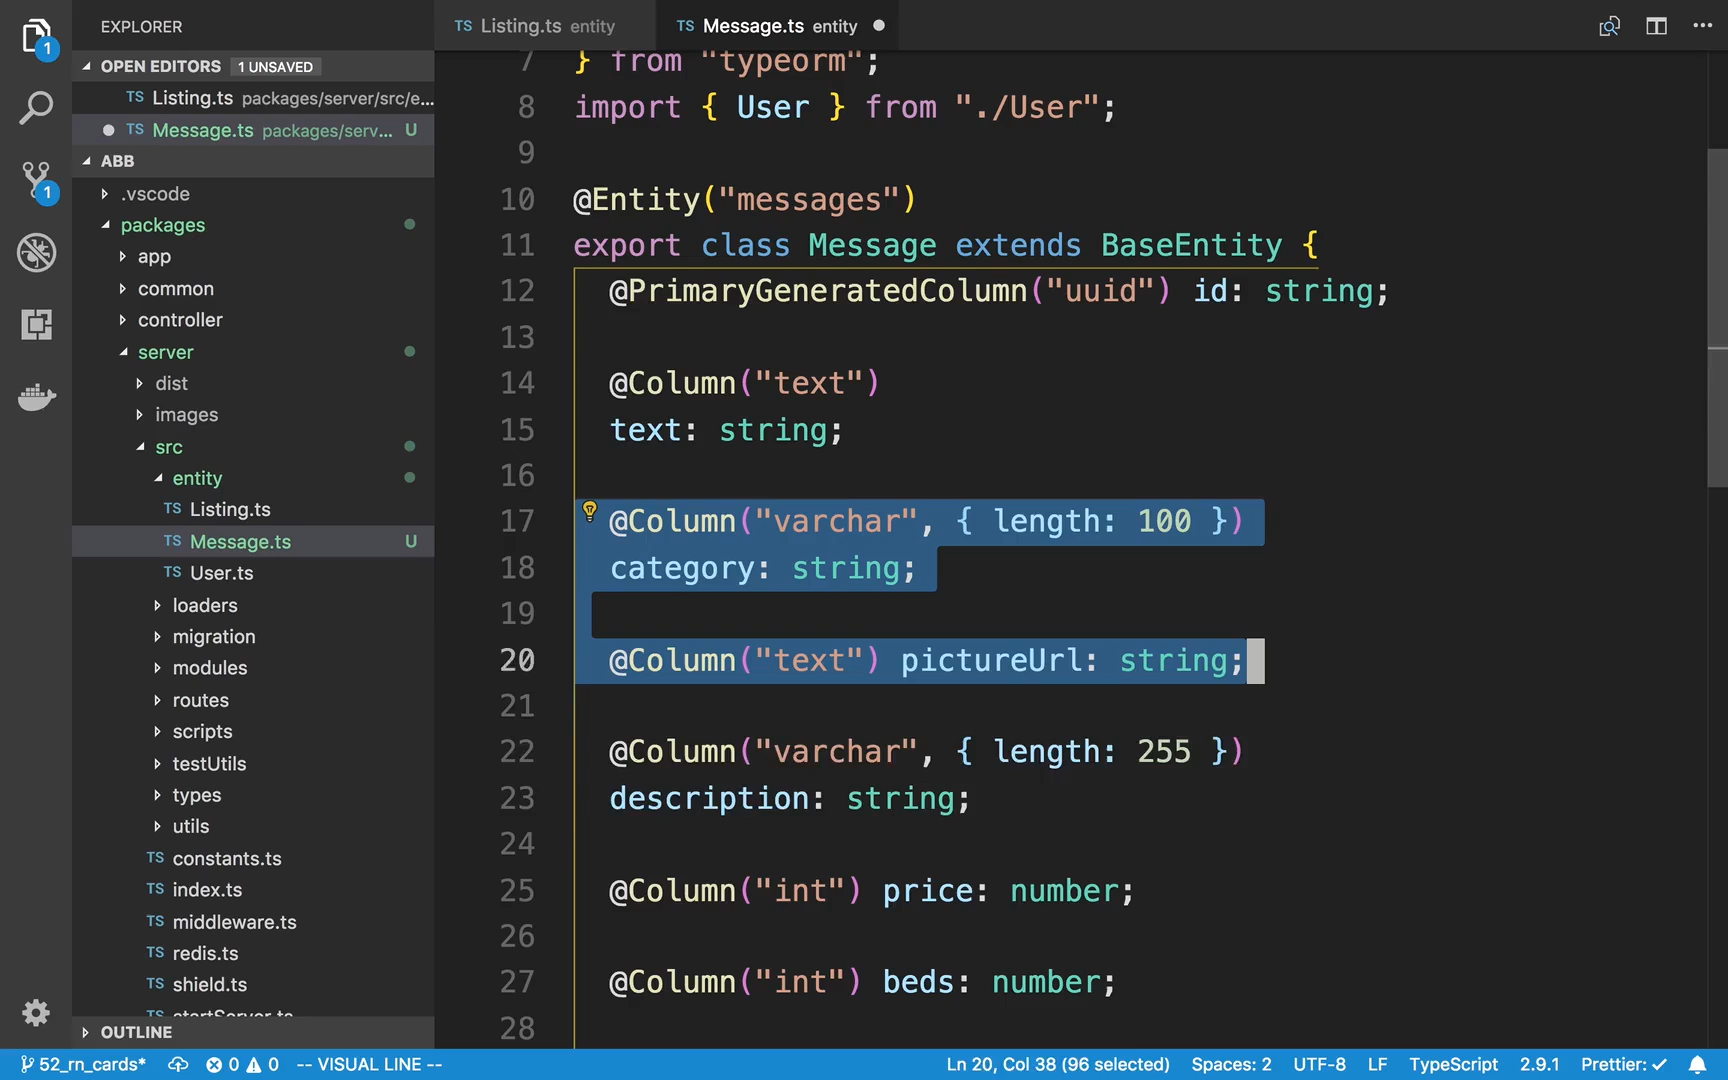 EXPLORER
OPEN EDITORS 1 UNSAVED
TS Listing.ts packages/server/src/e...
TS Message.ts packages/serv... U
ABB
.vscode
packages
app
common
controller
server
dist
images
src
entity
TS Listing.ts
TS Message.ts U
TS User.ts
loaders
migration
modules
routes
scripts
testUtils
types
utils
TS constants.ts
TS index.ts
TS middleware.ts
TS redis.ts
TS shield.ts
TS startServer.ts
OUTLINE
1
1
TS Listing.ts entity
TS Message.ts entity
7 } from "typeorm";
8 import { User } from "./User";
9
10 @Entity("messages")
11 export class Message extends BaseEntity {
12 @PrimaryGeneratedColumn("uuid") id: string;
13
14 @Column("text")
15 text: string;
16
17 @Column("varchar", { length: 100 })
18 category: string;
19
20 @Column("text") pictureUrl: string;
21
22 @Column("varchar", { length: 255 })
23 description: string;
24
25 @Column("int") price: number;
26
27 @Column("int") beds: number;
28
52_rn_cards* 0 0 -- VISUAL LINE -- Ln 20, Col 38 (96 selected) Spaces: 2 UTF-8 LF TypeScript 2.9.1 Prettier: ✓